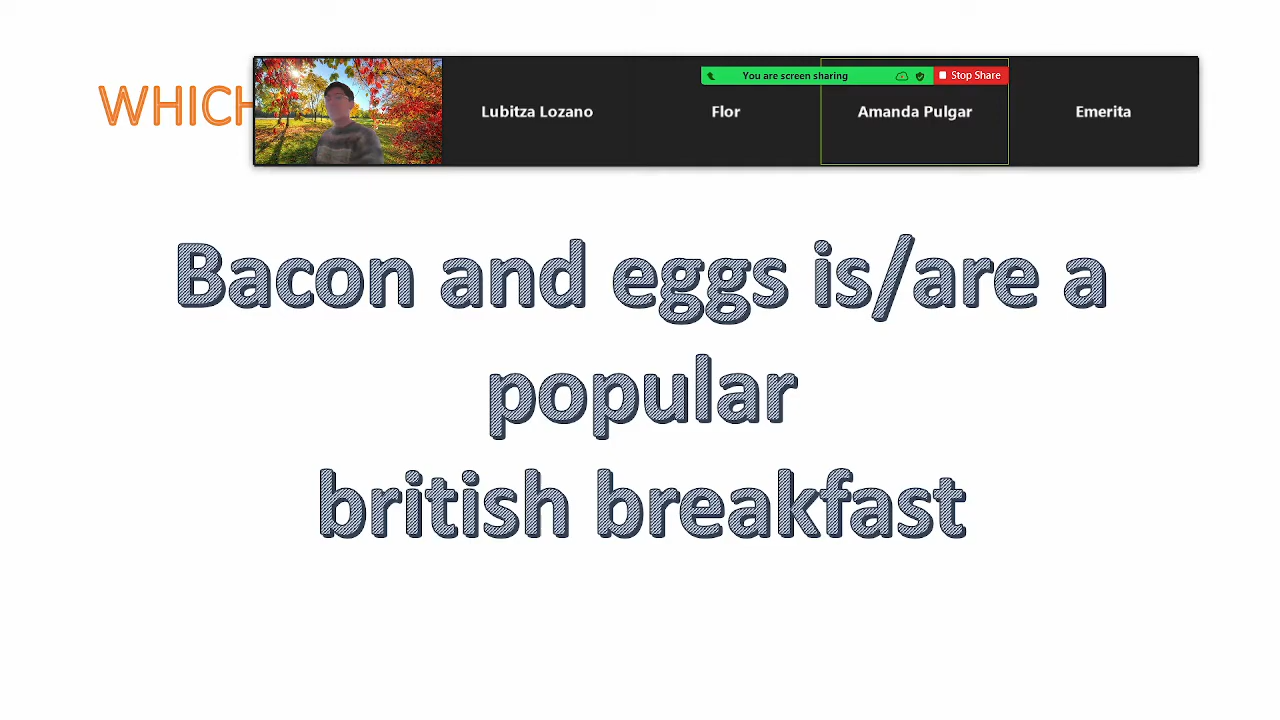 WHICH
You are screen sharing
Stop Share
Lubitza Lozano
Flor
Amanda Pulgar
Emerita
Bacon and eggs is/are a
popular
british breakfast